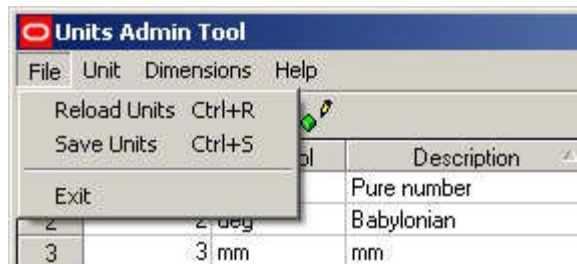 Units Admin Tool
File Unit Dimensions Help
Reload Units Ctrl+R
Save Units Ctrl+S
Exit
Description
Pure number
2 deg Babylonian
3 3 mm mm